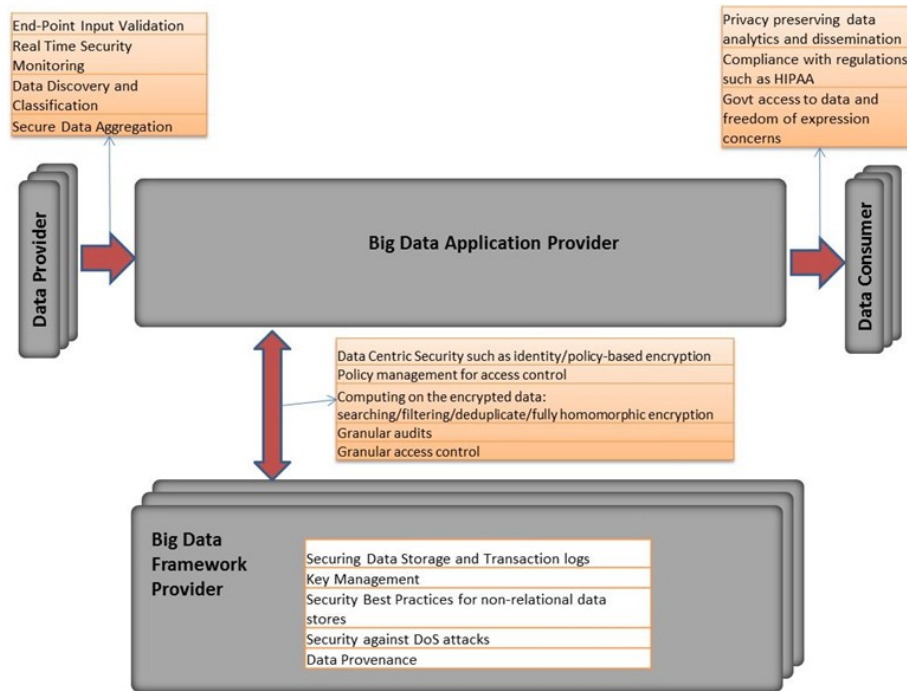 End-Point Input Validation
Real Time Security
Monitoring
Data Discovery and
Classification
Secure Data Aggregation
Privacy preserving data
analytics and dissemination
Compliance with regulations
such as HIPAA
Govt access to data and
freedom of expression
concerns
Data Provider
Big Data Application Provider
Data Consumer
Data Centric Security such as identity/policy-based encryption
Policy management for access control
Computing on the encrypted data:
searching/filtering/deduplicate/fully homomorphic encryption
Granular audits
Granular access control
Big Data
Framework
Provider
Securing Data Storage and Transaction logs
Key Management
Security Best Practices for non-relational data
stores
Security against DoS attacks
Data Provenance